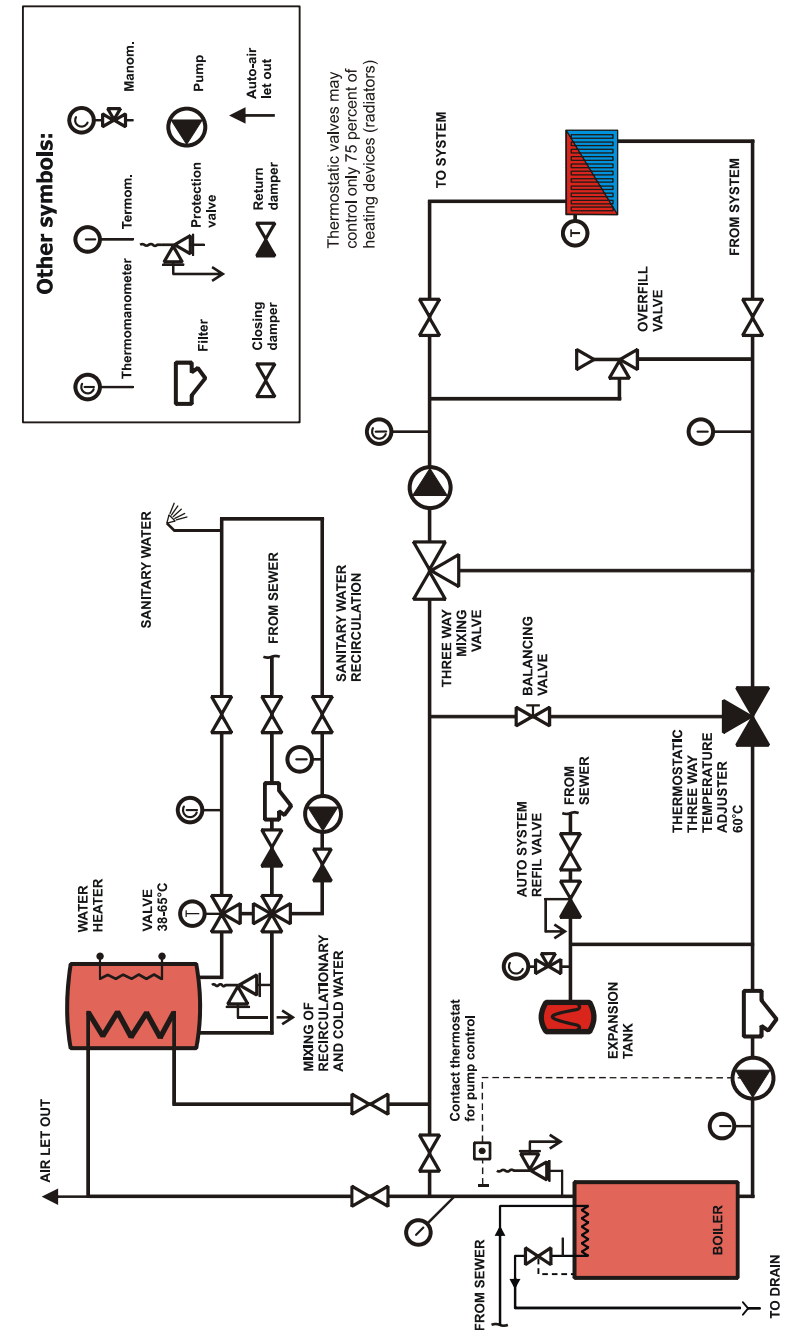 Other symbols:
Thermomanometer
Termom.
Manom.
Filter
Protection
valve
Pump
Closing
damper
Return
damper
Auto-air
let out
Thermostatic valves may
control only 75 percent of
heating devices (radiators)
AIR LET OUT
WATER
HEATER
VALVE
38-65°C
T
SANITARY WATER
FROM SEWER
SANITARY WATER
RECIRCULATION
MIXING OF
RECIRCULATIONARY
AND COLD WATER
TO SYSTEM
T
FROM SYSTEM
OVERFILL
VALVE
THREE WAY
MIXING
VALVE
BALANCING
VALVE
THERMOSTATIC
THREE WAY
TEMPERATURE
ADJUSTER
60°C
AUTO SYSTEM
REFIL VALVE
FROM
SEWER
EXPANSION
TANK
Contact thermostat
for pump control
FROM SEWER
BOILER
TO DRAIN